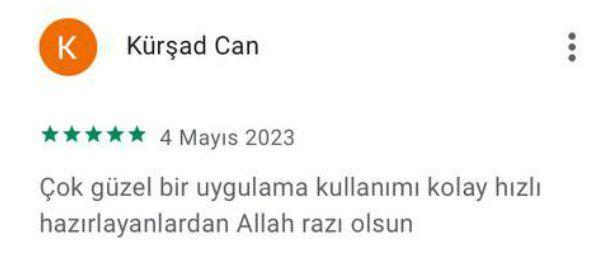 K
Kürşad Can
4 Mayıs 2023
Çok güzel bir uygulama kullanımı kolay hızlı
hazırlayanlardan Allah razı olsun